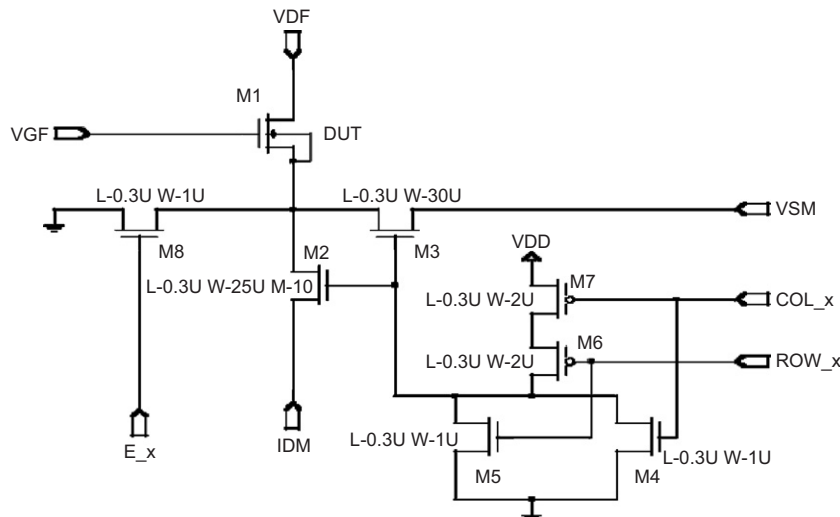 VDF
M1
VGF
DUT
L-0.3U W-1U
L-0.3U W-30U
VSM
M8
M2
M3
VDD
M7
L-0.3U W-25U M-10
L-0.3U W-2U
COL_x
M6
L-0.3U W-2U
ROW_x
E_x
IDM
L-0.3U W-1U
M5
M4
L-0.3U W-1U